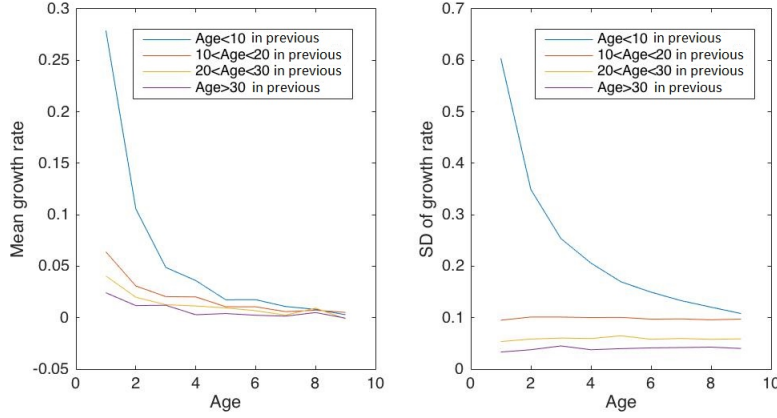 0.3
0.25
0.2
0.15
0.1
0.05
0
-0.05
Mean growth rate
Age<10 in previous
10<Age<20 in previous
20<Age<30 in previous
Age>30 in previous
0 2 4 6 8 10
Age
0.7
0.6
0.5
0.4
0.3
0.2
0.1
0
SD of growth rate
Age<10 in previous
10<Age<20 in previous
20<Age<30 in previous
Age>30 in previous
0 2 4 6 8 10
Age